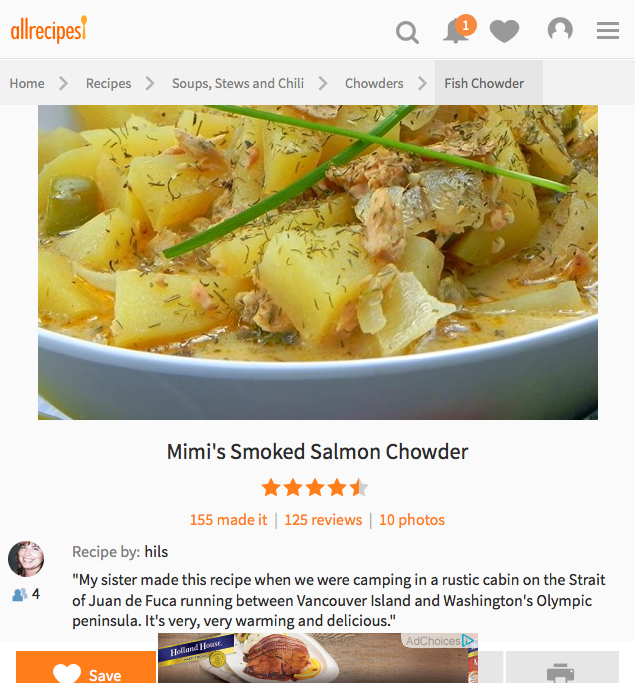 allrecipes
1
Home
Recipes
Soups, Stews and Chili
Chowders
Fish Chowder
Mimi's Smoked Salmon Chowder
155 made it | 125 reviews | 10 photos
Recipe by: hils
4
"My sister made this recipe when we were camping in a rustic cabin on the Strait
of Juan de Fuca running between Vancouver Island and Washington's Olympic
peninsula. It's very, very warming and delicious."
AdChoices
Holland House
Save